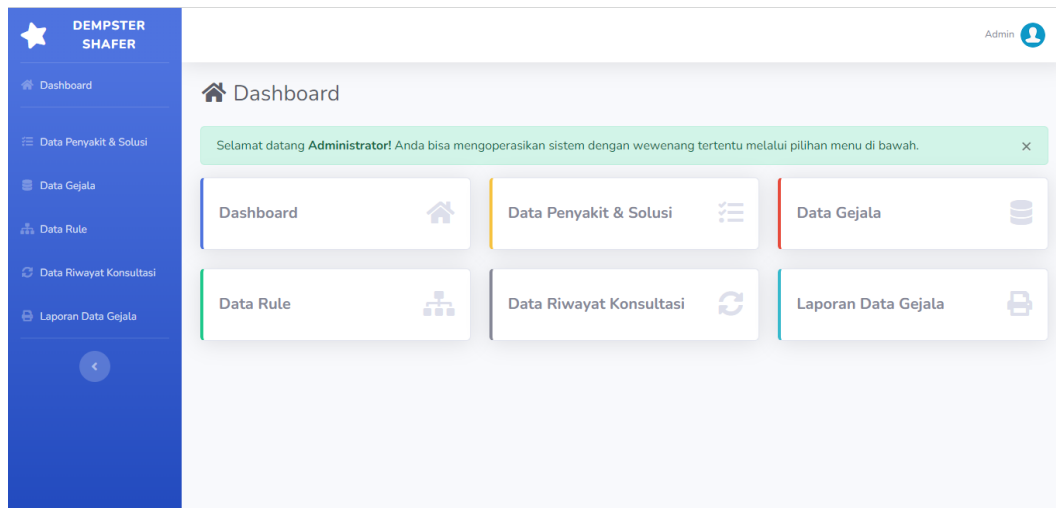 DEMPSTER
SHAFER
Admin
Dashboard
Data Penyakit & Solusi
Data Gejala
Data Rule
Data Riwayat Konsultasi
Laporan Data Gejala
Dashboard
Selamat datang Administrator! Anda bisa mengoperasikan sistem dengan wewenang tertentu melalui pilihan menu di bawah. ×
Dashboard
Data Penyakit & Solusi
Data Gejala
Data Rule
Data Riwayat Konsultasi
Laporan Data Gejala